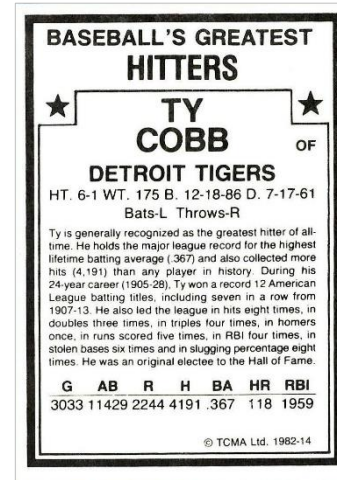 BASEBALL'S GREATEST
HITTERS
TY
COBB OF
DETROIT TIGERS
HT. 6-1 WT. 175 B. 12-18-86 D. 7-17-61
Bats-L Throws-R
Ty is generally recognized as the greatest hitter of all-
time. He holds the major league record for the highest
lifetime batting average (.367) and also collected more
hits (4,191) than any player in history. During his
24-year career (1905-28), Ty won a record 12 American
League batting titles, including seven in a row from
1907-13. He also led the league in hits eight times, in
doubles three times, in triples four times, in homers
once, in runs scored five times, in RBI four times, in
stolen bases six times and in slugging percentage eight
times. He was an original electee to the Hall of Fame.
G AB R H BA HR RBI
3033 11429 2244 4191 .367 118 1959
© TCMA Ltd. 1982-14